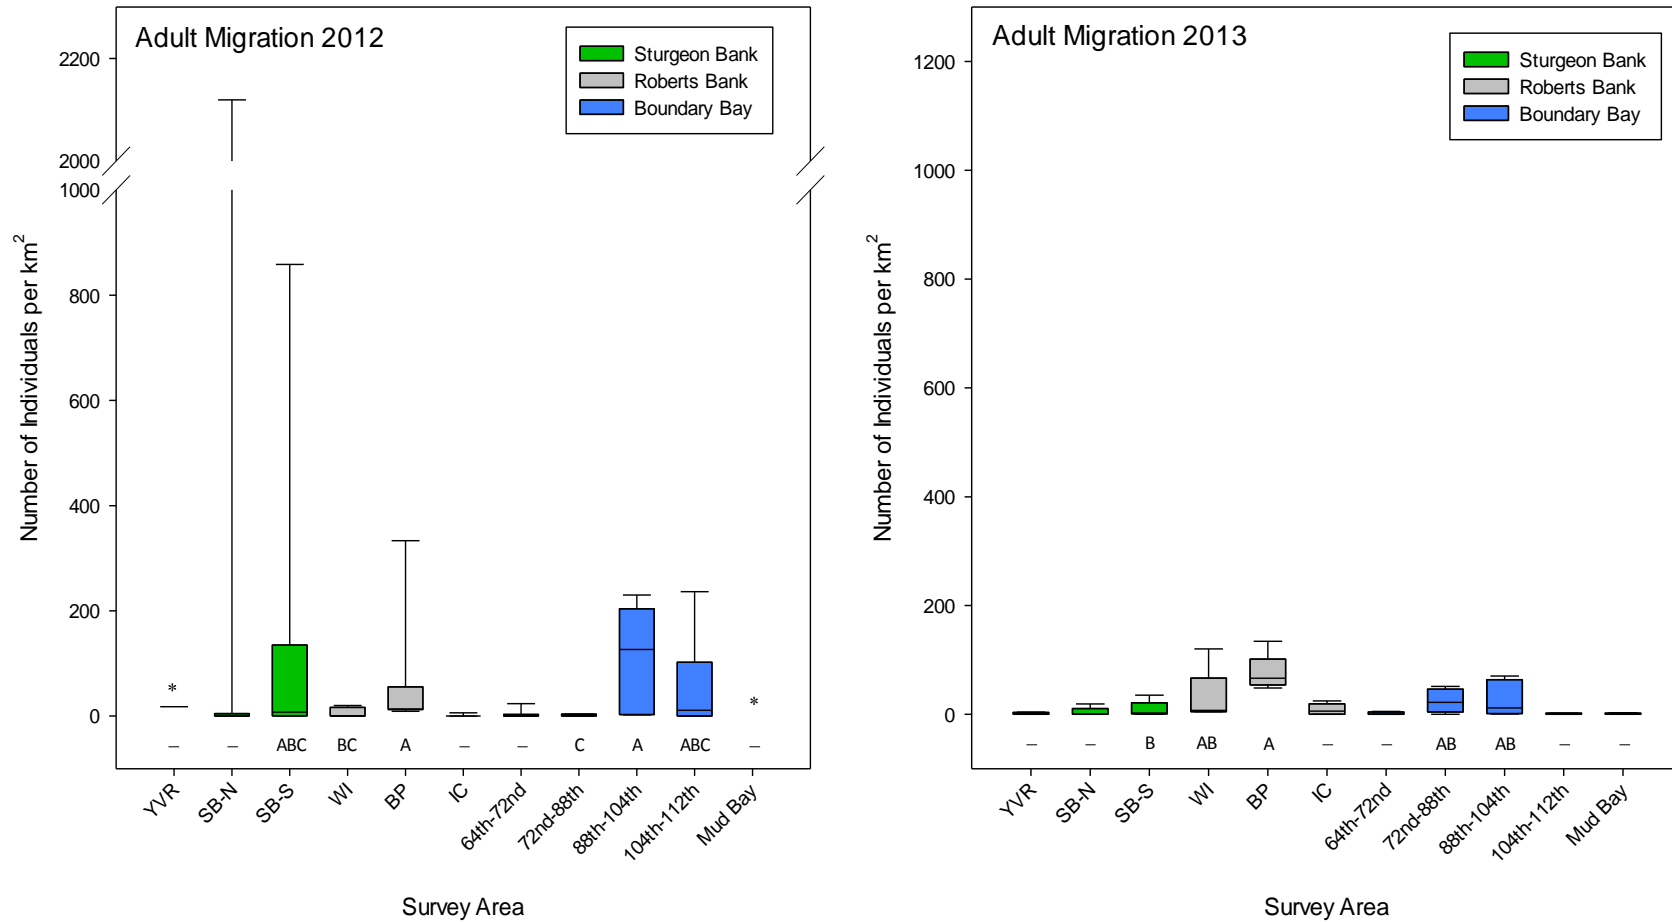 Adult Migration 2012
Sturgeon Bank
Roberts Bank
Boundary Bay
Number of Individuals per km²
2200
2000
1000
800
600
400
200
0
*
*
– – ABC BC A – – C A ABC –
YVR SB-N SB-S WI BP IC 64th-72nd 72nd-88th 88th-104th 104th-112th Mud Bay
Survey Area
Adult Migration 2013
Sturgeon Bank
Roberts Bank
Boundary Bay
Number of Individuals per km²
1200
1000
800
600
400
200
0
– – B AB A – – AB AB – –
YVR SB-N SB-S WI BP IC 64th-72nd 72nd-88th 88th-104th 104th-112th Mud Bay
Survey Area